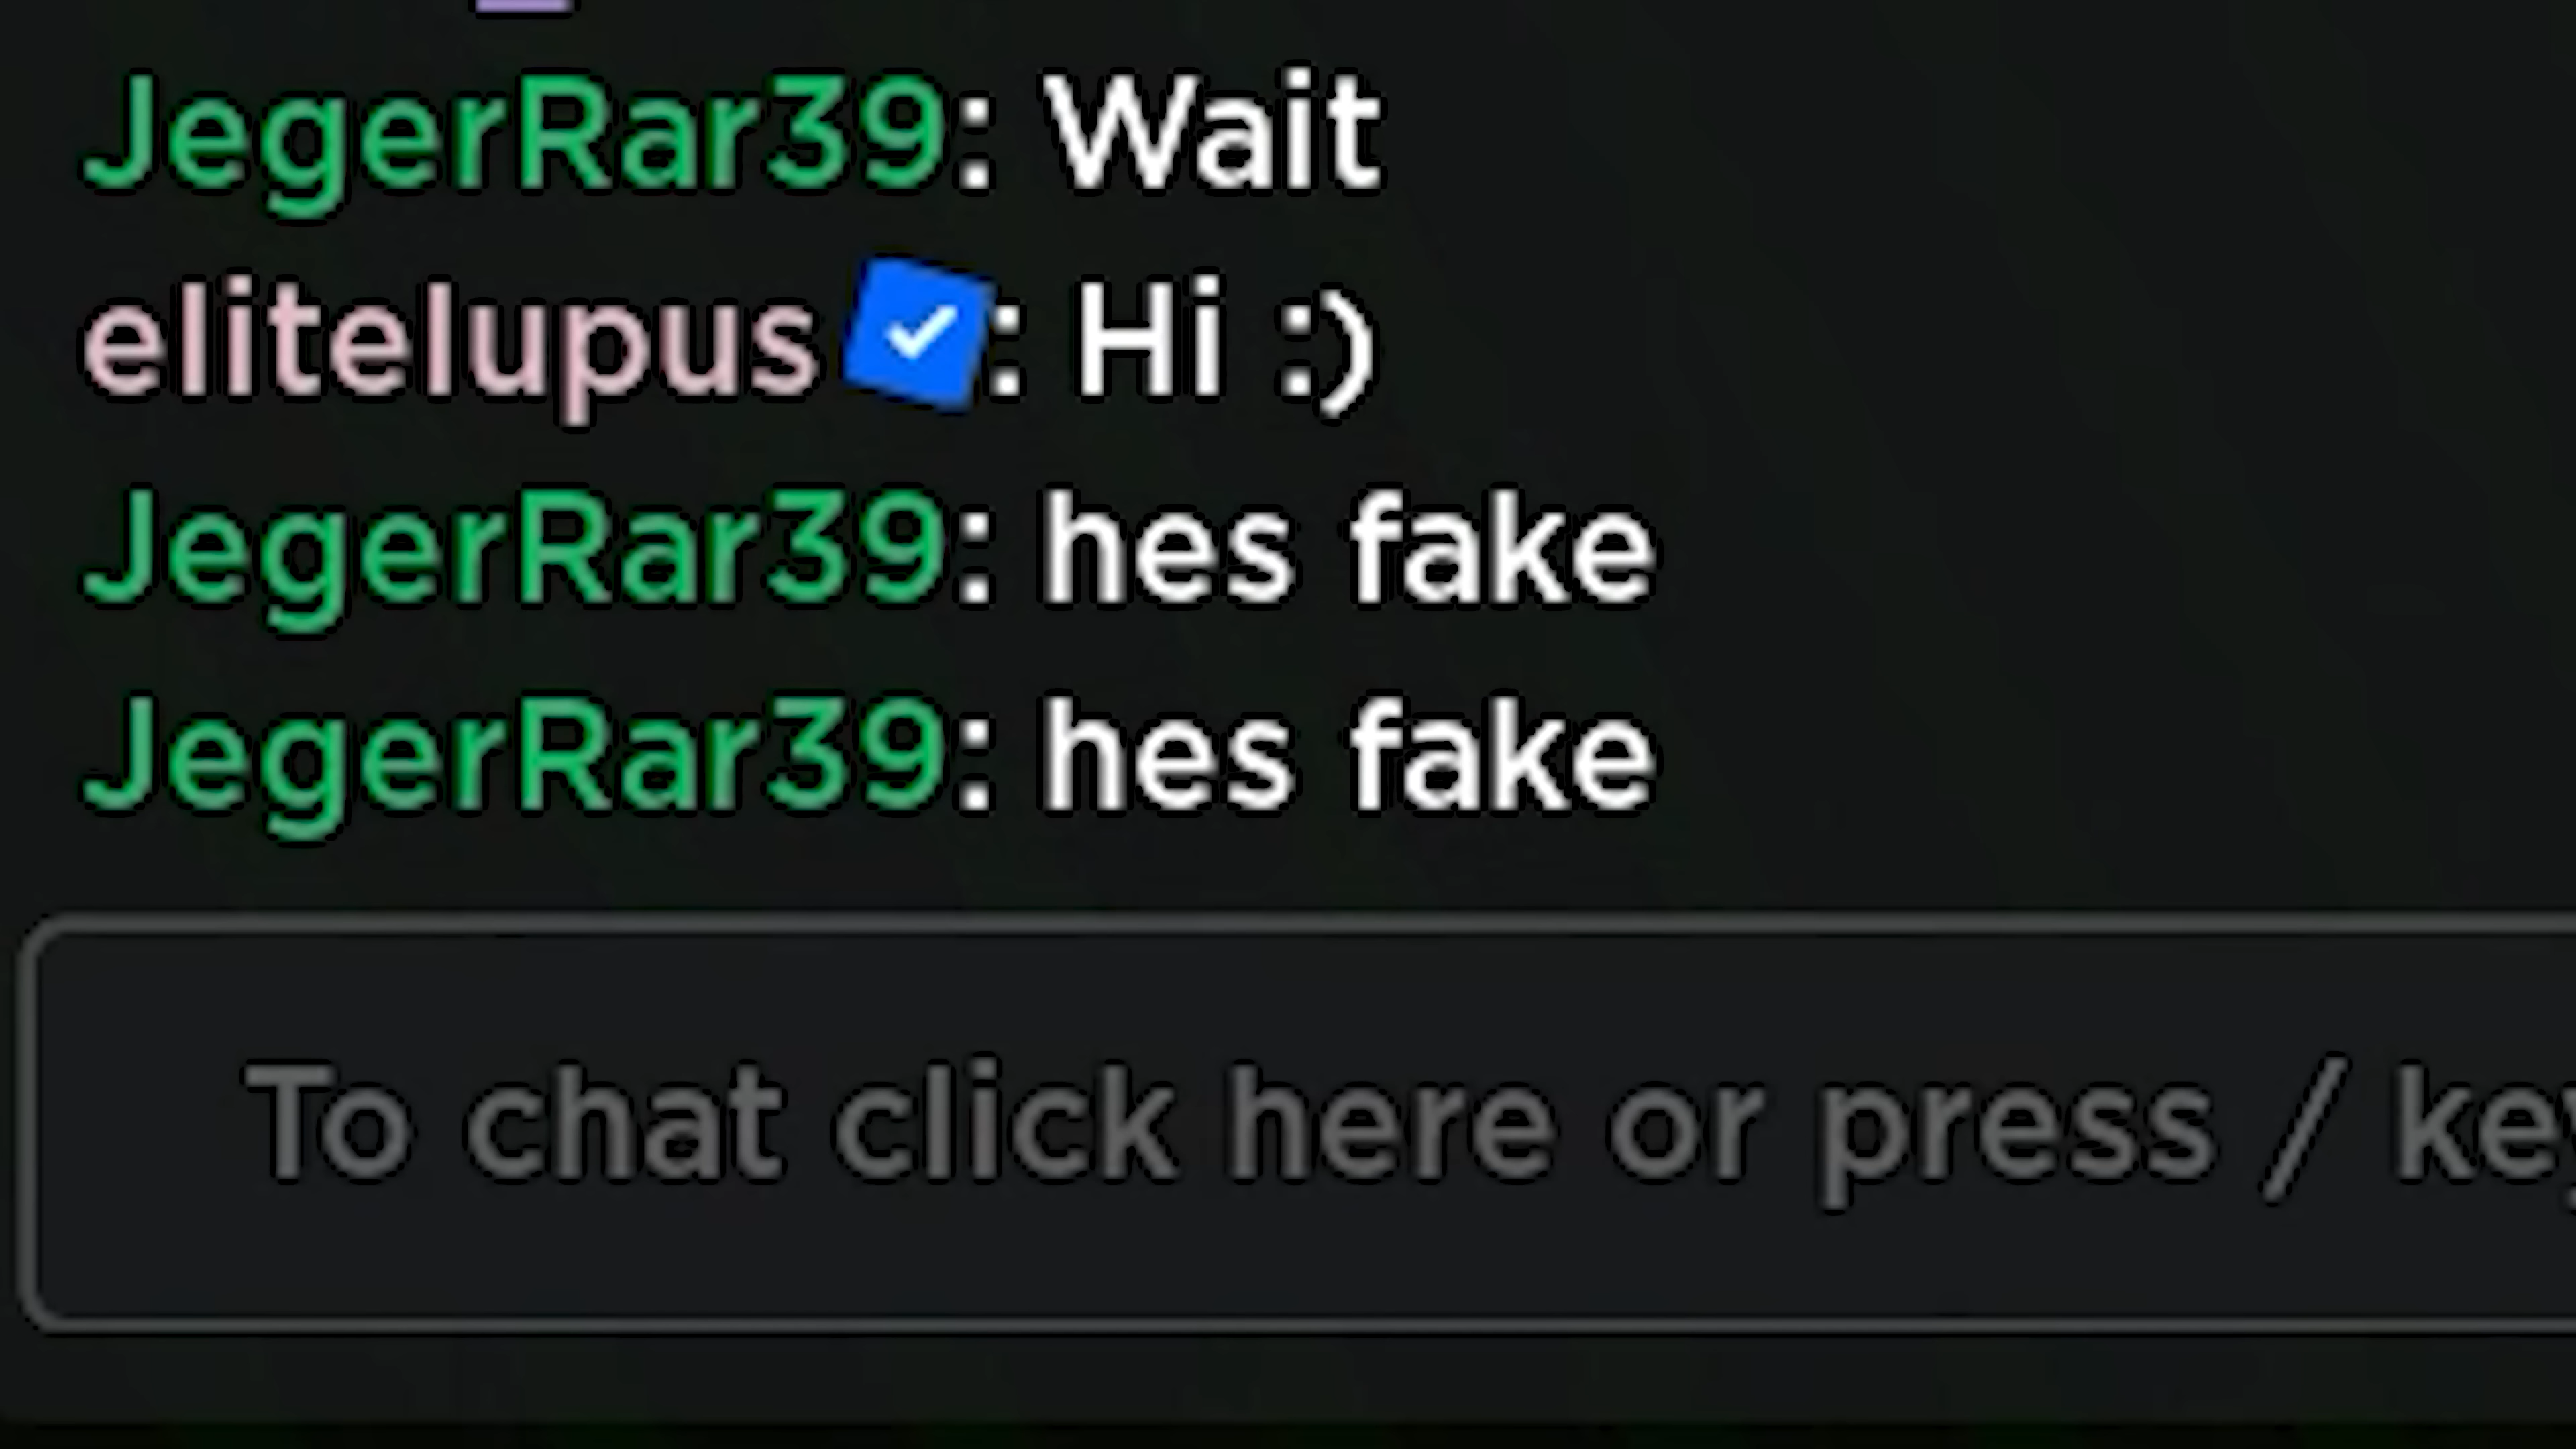 JegerRar39: Wait
elitelupus☑: Hi :)
JegerRar39: hes fake
JegerRar39: hes fake
To chat click here or press / key